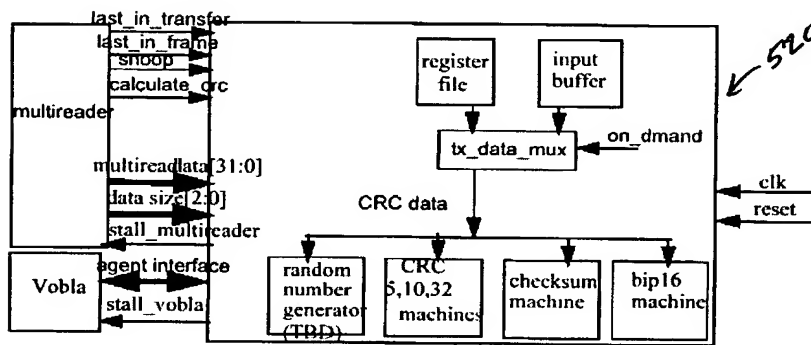 last_in_transfer
last_in_frame
snoop
calculate_crc
multireader
multireadata[31:0]
data size[2:0]
stall_multireader
Vobla
agent interface
stall_vobla
register
file
input
buffer
tx_data_mux
on_dmand
CRC data
random
number
generator
(TBD)
CRC
5,10,32
machines
checksum
machine
bip16
machine
520
clk
reset